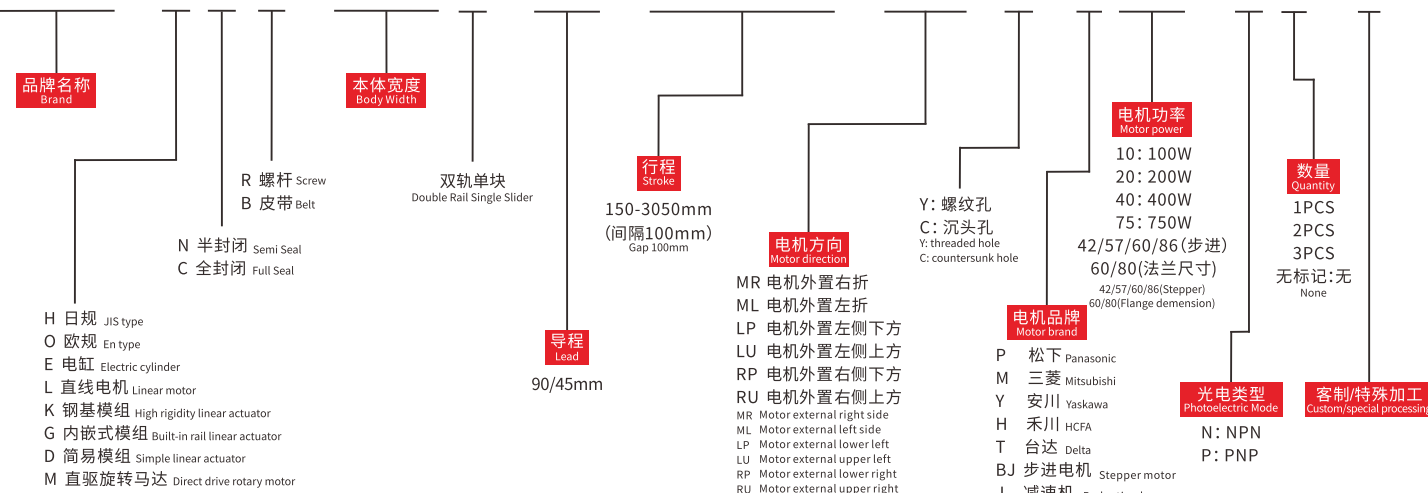 品牌名称
Brand
H 日规 JIS type
O 欧规 En type
E 电缸 Electric cylinder
L 直线电机 Linear motor
K 钢基模组 High rigidity linear actuator
G 内嵌式模组 Built-in rail linear actuator
D 简易模组 Simple linear actuator
M 直驱旋转马达 Direct drive rotary motor
N 半封闭 Semi Seal
C 全封闭 Full Seal
R 螺杆 Screw
B 皮带 Belt
本体宽度
Body Width
双轨单块
Double Rail Single Slider
导程
Lead
90/45mm
行程
Stroke
150-3050mm
(间隔100mm)
Gap 100mm
电机方向
Motor direction
MR 电机外置右折
ML 电机外置左折
LP 电机外置左侧下方
LU 电机外置左侧上方
RP 电机外置右侧下方
RU 电机外置右侧上方
MR Motor external right side
ML Motor external left side
LP Motor external lower left
LU Motor external upper left
RP Motor external lower right
RU Motor external upper right
Y: 螺纹孔
C: 沉头孔
Y: threaded hole
C: countersunk hole
电机品牌
Motor brand
P 松下 Panasonic
M 三菱 Mitsubishi
Y 安川 Yaskawa
H 禾川 HCFA
T 台达 Delta
BJ 步进电机 Stepper motor
电机功率
Motor power
10: 100W
20: 200W
40: 400W
75: 750W
42/57/60/86(步进)
60/80(法兰尺寸)
42/57/60/86(Stepper)
60/80(Flange demension)
光电类型
Photoelectric Mode
N: NPN
P: PNP
数量
Quantity
1PCS
2PCS
3PCS
无标记:无
None
客制/特殊加工
Custom/special processing